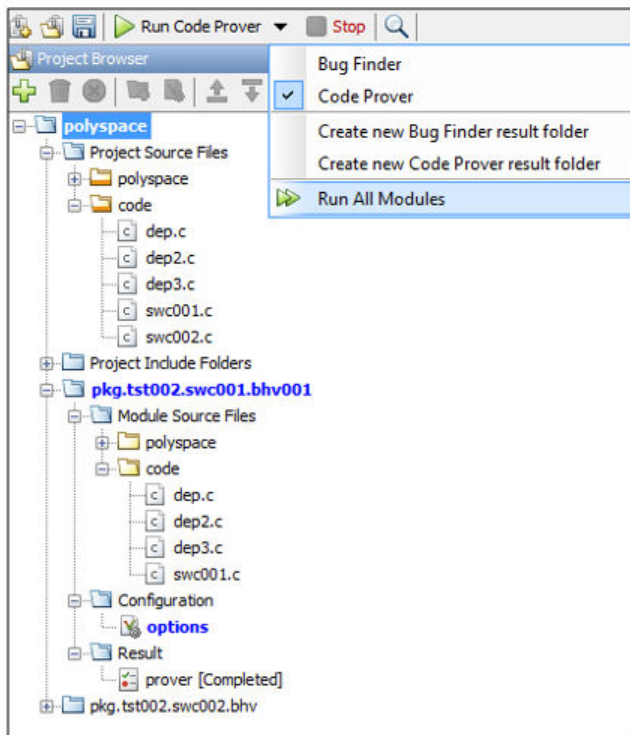 Run Code Prover
Stop
Project Browser
Bug Finder
Code Prover
Create new Bug Finder result folder
Create new Code Prover result folder
Run All Modules
polyspace
Project Source Files
polyspace
code
dep.c
dep2.c
dep3.c
swc001.c
swc002.c
Project Include Folders
pkg.tst002.swc001.bhv001
Module Source Files
polyspace
code
dep.c
dep2.c
dep3.c
swc001.c
Configuration
options
Result
prover [Completed]
pkg.tst002.swc002.bhv